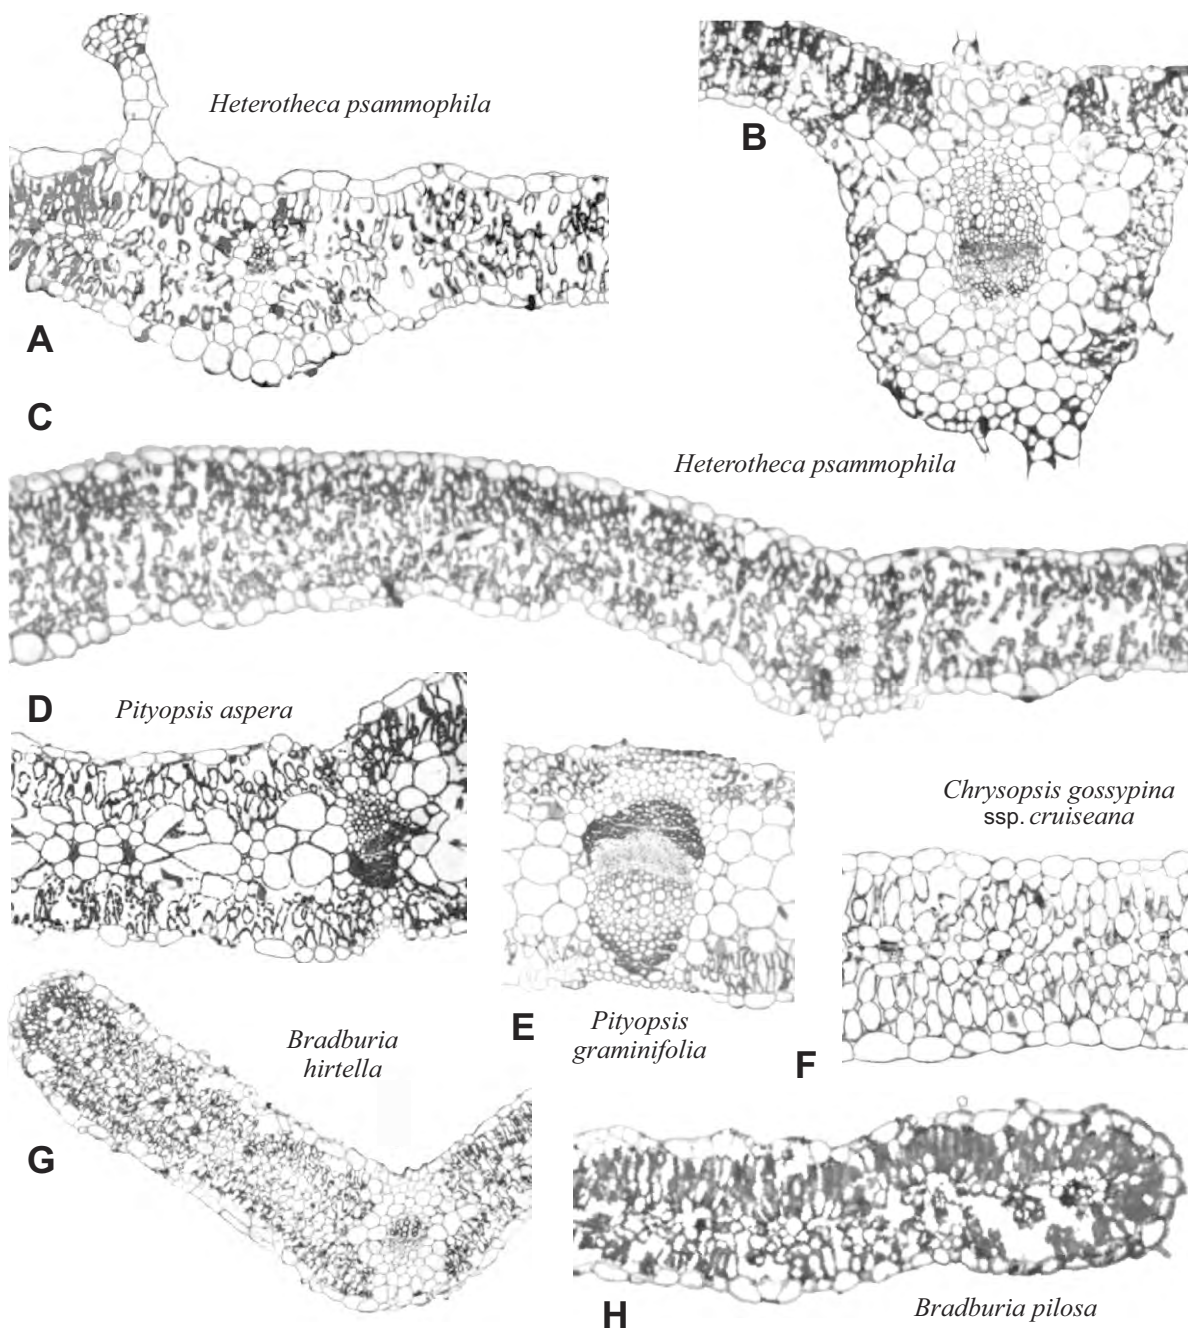 Heterotheca psammophila
B
A
C
Heterotheca psammophila
D
Pityopsis aspera
Chrysopsis gossypina
ssp. cruiseana
E
Pityopsis
graminifolia
F
Bradburia
hirtella
G
H
Bradburia pilosa